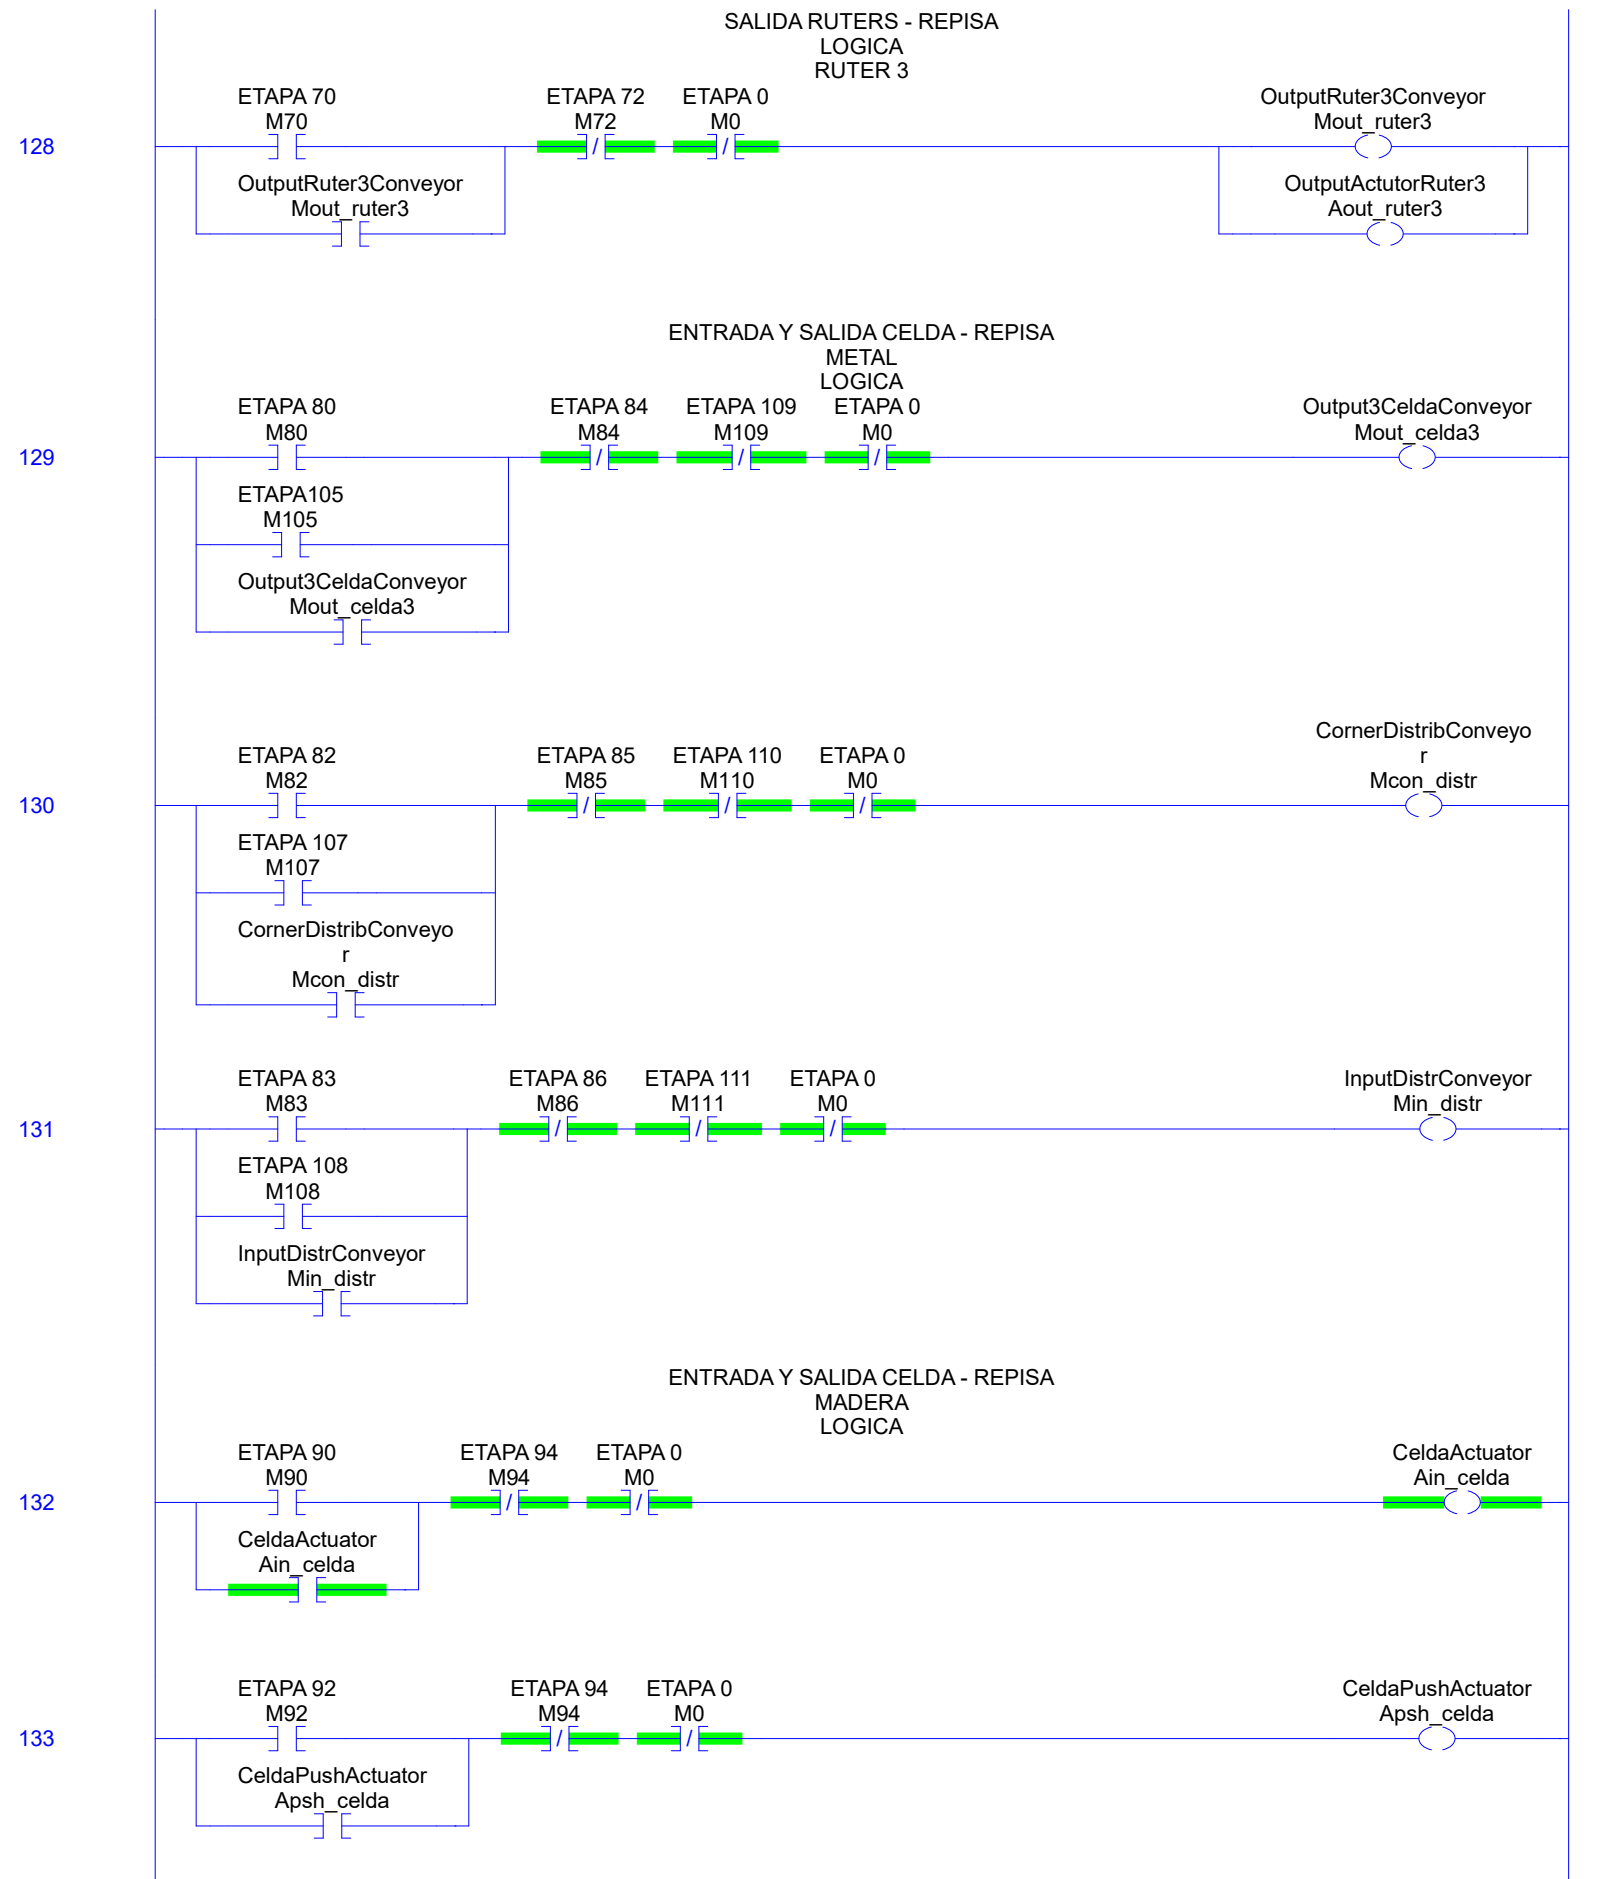 SALIDA RUTERS - REPISA
LOGICA
RUTER 3
ETAPA 70 ETAPA 72 ETAPA 0 OutputRuter3Conveyor
M70 M72 M0 Mout_ruter3
128
OutputRuter3Conveyor OutputActutorRuter3
Mout_ruter3 Aout_ruter3
ENTRADA Y SALIDA CELDA - REPISA
METAL
LOGICA
ETAPA 80 ETAPA 84 ETAPA 109 ETAPA 0 Output3CeldaConveyor
M80 M84 M109 M0 Mout_celda3
129
ETAPA105
M105
Output3CeldaConveyor
Mout_celda3
CornerDistribConveyo
ETAPA 82 ETAPA 85 ETAPA 110 ETAPA 0 r
M82 M85 M110 M0 Mcon_distr
130
ETAPA 107
M107
CornerDistribConveyo
r
Mcon_distr
ETAPA 83 ETAPA 86 ETAPA 111 ETAPA 0 InputDistrConveyor
M83 M86 M111 M0 Min_distr
131
ETAPA 108
M108
InputDistrConveyor
Min_distr
ENTRADA Y SALIDA CELDA - REPISA
MADERA
LOGICA
ETAPA 90 ETAPA 94 ETAPA 0 CeldaActuator
M90 M94 M0 Ain_celda
132
CeldaActuator
Ain_celda
ETAPA 92 ETAPA 94 ETAPA 0 CeldaPushActuator
M92 M94 M0 Apsh_celda
133
CeldaPushActuator
Apsh_celda